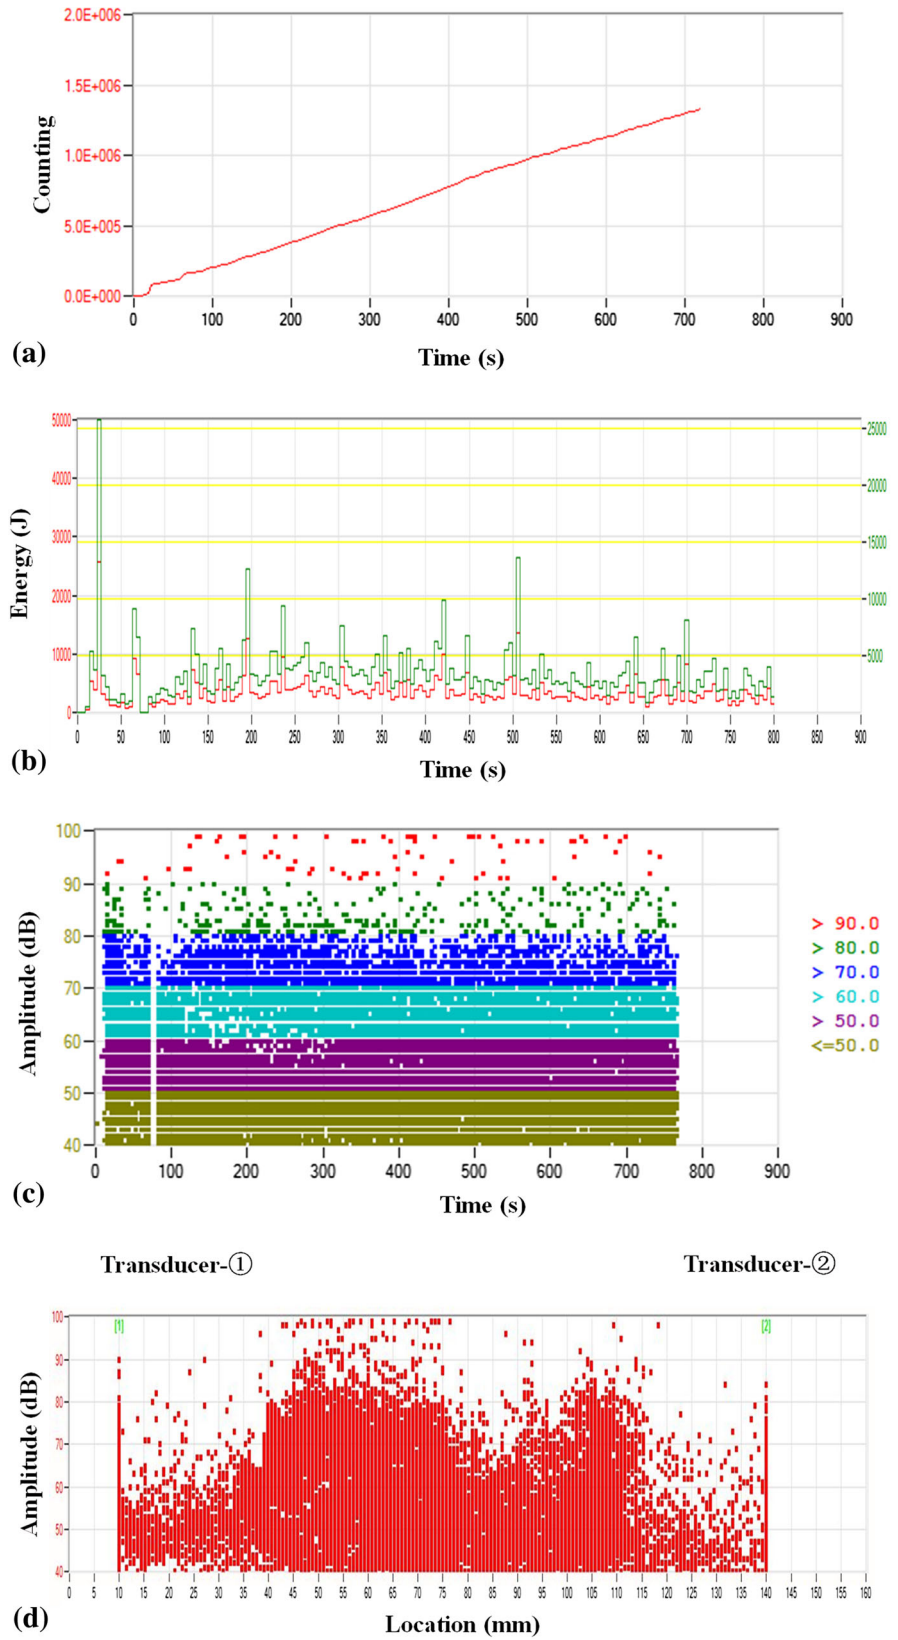 2.0E+006
1.5E+006
1.0E+006
5.0E+005
0.0E+000
Counting
0 100 200 300 400 500 600 700 800 900
Time (s)
(a)
50000
40000
30000
20000
10000
0
Energy (J)
25000
20000
15000
10000
5000
0 50 100 150 200 250 300 350 400 450 500 550 600 650 700 750 800 850 900
Time (s)
(b)
100
90
80
70
60
50
40
Amplitude (dB)
> 90.0
> 80.0
> 70.0
> 60.0
> 50.0
<=50.0
0 100 200 300 400 500 600 700 800 900
Time (s)
(c)
Transducer-① Transducer-②
100
90
80
70
60
50
40
Amplitude (dB)
[1] [2]
0 5 10 15 20 25 30 35 40 45 50 55 60 65 70 75 80 85 90 95 100 105 110 115 120 125 130 135 140 145 150 155 160
Location (mm)
(d)